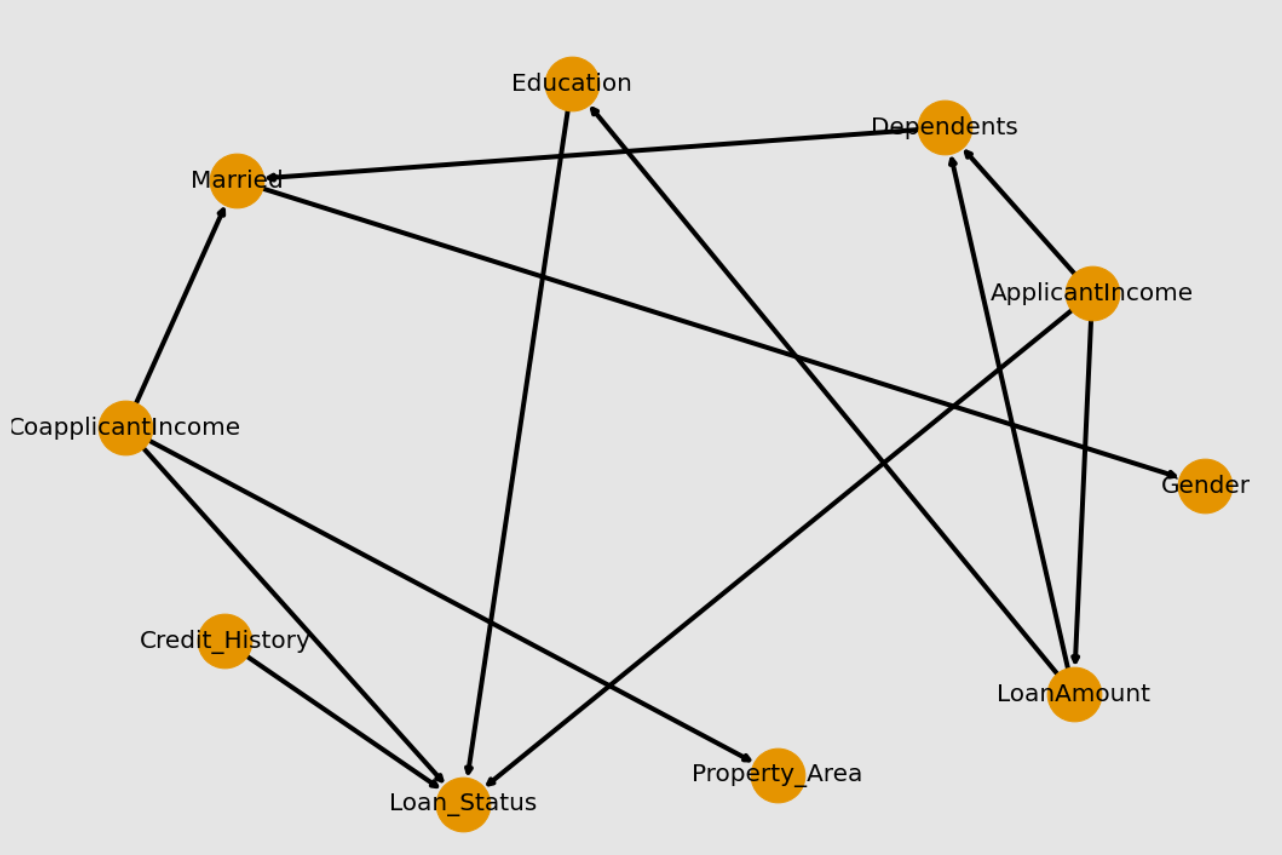 Education
Dependents
Married
ApplicantIncome
CoapplicantIncome
Gender
Credit_History
LoanAmount
Property_Area
Loan_Status